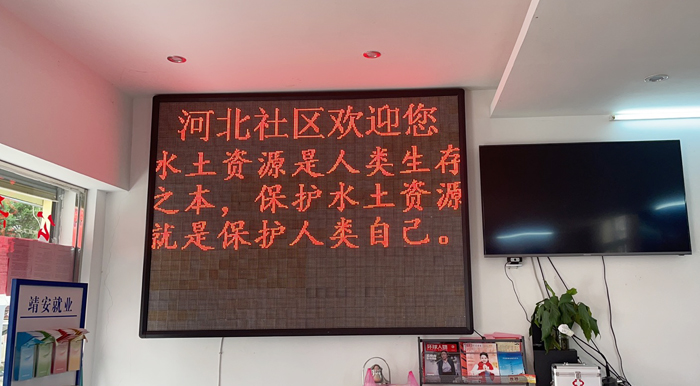 河北社区欢迎您
水土资源是人类生存
之本，保护水土资源
就是保护人类自己。
靖安就业